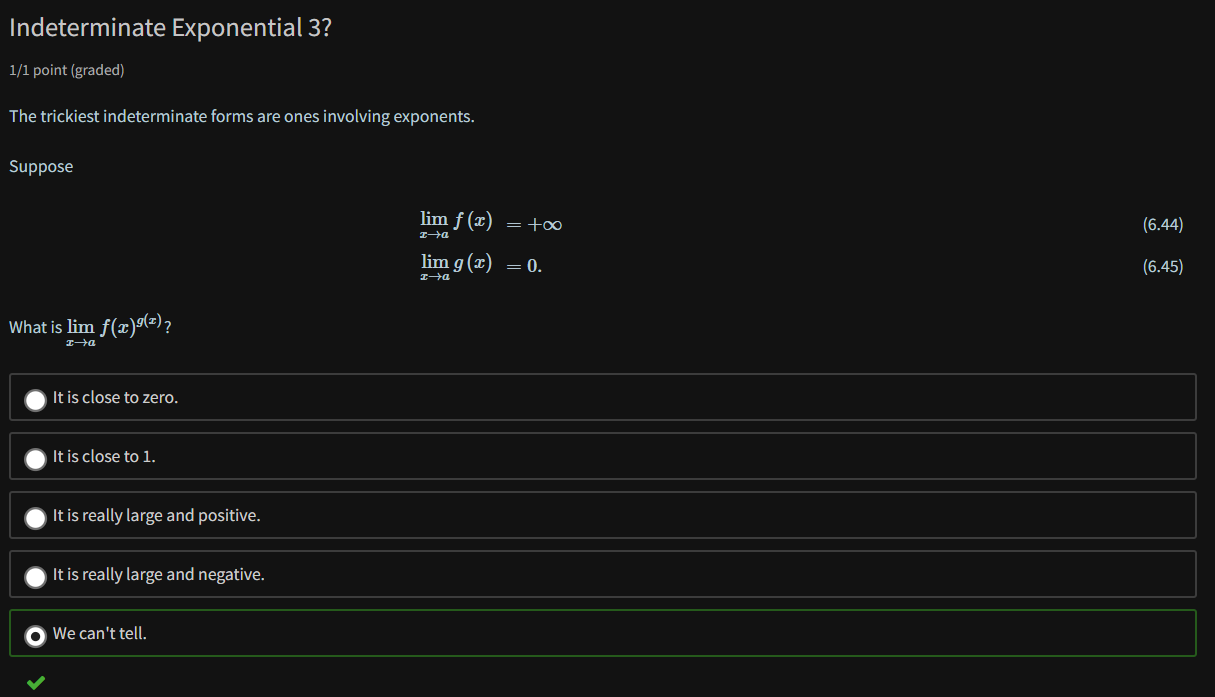 Indeterminate Exponential 3?
1/1 point (graded)
The trickiest indeterminate forms are ones involving exponents.
Suppose
lim x→a f(x) = +∞ (6.44)
lim x→a g(x) = 0. (6.45)
What is lim x→a f(x)^g(x)?
It is close to zero.
It is close to 1.
It is really large and positive.
It is really large and negative.
We can't tell.